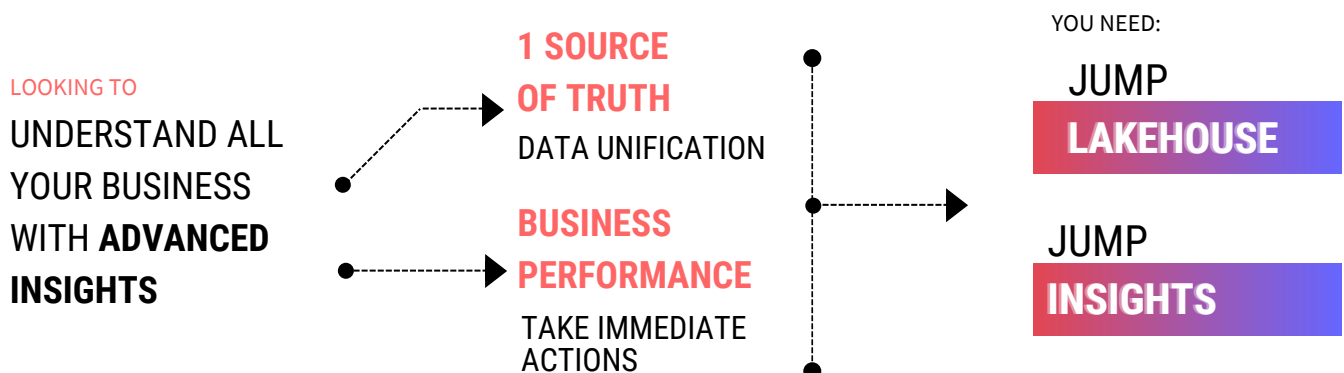 LOOKING TO
UNDERSTAND ALL
YOUR BUSINESS
WITH ADVANCED
INSIGHTS
1 SOURCE
OF TRUTH
DATA UNIFICATION
BUSINESS
PERFORMANCE
TAKE IMMEDIATE
ACTIONS
YOU NEED:
JUMP
LAKEHOUSE
JUMP
INSIGHTS